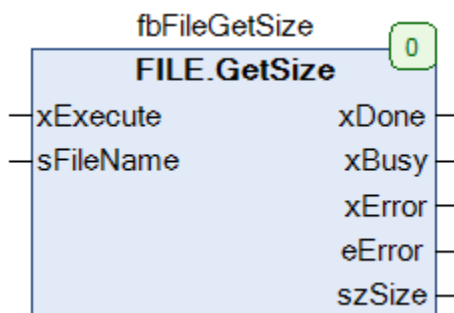 fbFileGetSize
0
FILE.GetSize
xExecute xDone
sFileName xBusy
xError
eError
szSize